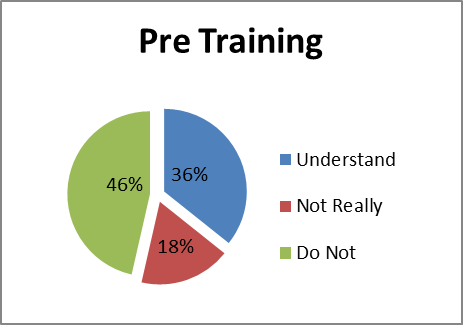 Pre Training
36%
46%
18%
Understand
Not Really
Do Not